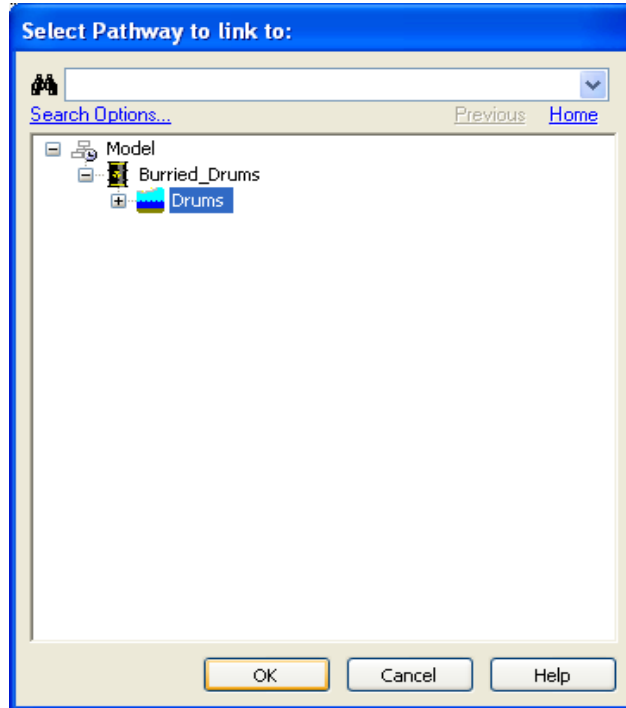 Select Pathway to link to:
Search Options... Previous Home
Model
Burried_Drums
Drums
OK Cancel Help